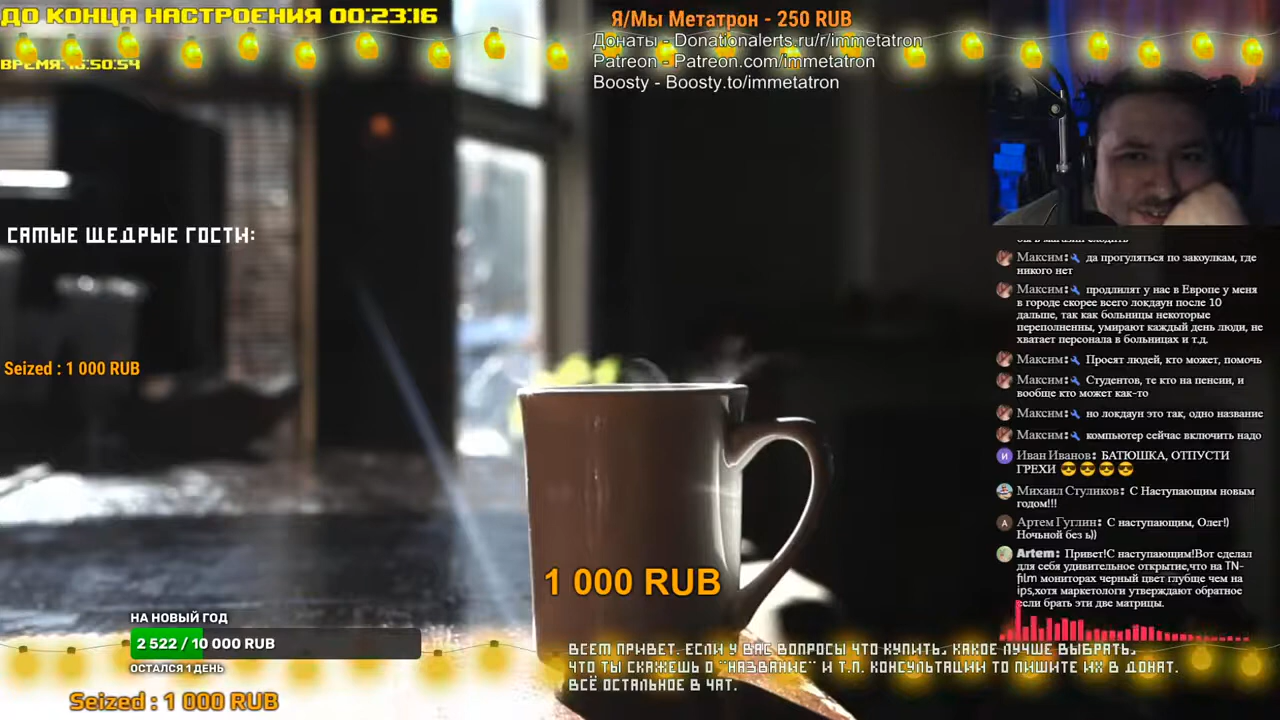 ДО КОНЦА НАСТРОЕНИЯ 00:23:16
Я/Мы Метатрон - 250 RUB
Донаты - Donationalerts.ru/r/immetatron
ВРЕМЯ: 50:54
Patreon - Patreon.com/immetatron
Boosty - Boosty.to/immetatron
САМЫЕ ЩЕДРЫЕ ГОСТИ:
Seized : 1 000 RUB
бы в магазин сходить
Максим: да прогуляться по закоулкам, где
никого нет
Максим: продлилят у нас в Европе у меня
в городе скорее всего локдаун после 10
дальше, так как больницы некоторые
переполненны, умирают каждый день люди, не
хватает персонала в больницах и т.д.
Максим: Просят людей, кто может, помочь
Максим: Студентов, те кто на пенсии, и
вообще кто может как-то
Максим: но локдаун это так, одно название
Максим: компьютер сейчас включить надо
И Иван Иванов: БАТЮШКА, ОТПУСТИ
ГРЕХИ 😎😎😎😎
Михаил Стуликов: С Наступающим новым
годом!!!
А Артем Гуглин: С наступающим, Олег!)
Ночьной без ь))
Artem: Привет!С наступающим!Вот сделал
для себя удивительное открытие,что на TN-
film мониторах черный цвет глубще чем на
ips,хотя маркетологи утверждают обратное
если брать эти две матрицы.
1 000 RUB
НА НОВЫЙ ГОД
2 522 / 10 000 RUB
ОСТАЛСЯ 1 ДЕНЬ
ВСЕМ ПРИВЕТ. ЕСЛИ У ВАС ВОПРОСЫ ЧТО КУПИТЬ, КАКОЕ ЛУЧШЕ ВЫБРАТЬ,
ЧТО ТЫ СКАЖЕШЬ О "НАЗВАНИЕ" И Т.П. КОНСУЛЬТАЦИИ ТО ПИШИТЕ ИХ В ДОНАТ.
ВСЁ ОСТАЛЬНОЕ В ЧАТ.
Seized : 1 000 RUB